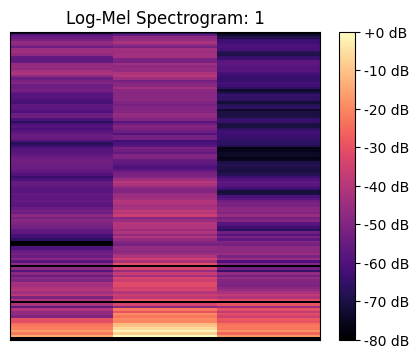 Log-Mel Spectrogram: 1
+0 dB
-10 dB
-20 dB
-30 dB
-40 dB
-50 dB
-60 dB
-70 dB
-80 dB